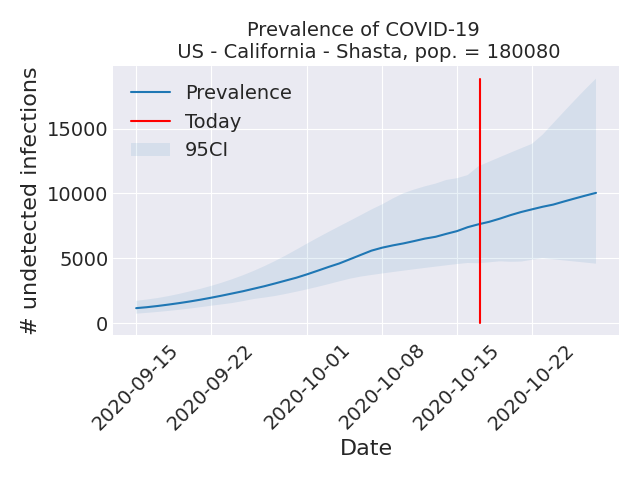 Prevalence of COVID-19
US - California - Shasta, pop. = 180080
Prevalence
Today
95CI
# undetected infections
15000
10000
5000
0
2020-09-15
2020-09-22
2020-10-01
2020-10-08
2020-10-15
2020-10-22
Date